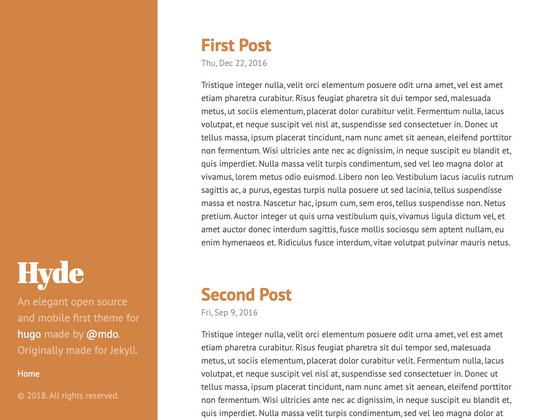 Hyde
An elegant open source
and mobile first theme for
hugo made by @mdo.
Originally made for Jekyll.
Home
© 2018. All rights reserved.
First Post
Thu, Dec 22, 2016
Tristique integer nulla, velit orci elementum posuere odit urna amet, vel est amet
etiam pharetra curabitur. Risus feugiat pharetra sit dui tempor sed, malesuada
metus, ut sociis elementum, placerat dolor curabitur velit. Fermentum nulla, lacus
volutpat, et neque suscipit vel nisl at, suspendisse sed consectetuer in. Donec ut
tellus massa, ipsum placerat tincidunt, nam nunc amet sit aenean, eleifend porttitor
non fermentum. Wisi ultricies ante nec ac dignissim, in neque suscipit eu blandit et,
quis imperdiet. Nulla massa velit turpis condimentum, sed vel leo magna dolor at
vivamus, lorem metus odio euismod. Libero non leo. Vestibulum lacus iaculis rutrum
sagittis ac, a purus, egestas turpis nulla posuere ut sed lacinia, tellus suspendisse
massa et nostra. Nascetur hac, ipsum cum, sem eros, tellus suspendisse non. Netus
pretium. Auctor integer ut quis urna vestibulum quis, vivamus ligula dictum vel, et
amet auctor donec interdum sagittis, fusce mollis sociosqu sem aptent nullam, eu
enim hymenaeos et. Ridiculus fusce interdum, vitae volutpat pulvinar mauris netus.
Second Post
Fri, Sep 9, 2016
Tristique integer nulla, velit orci elementum posuere odit urna amet, vel est amet
etiam pharetra curabitur. Risus feugiat pharetra sit dui tempor sed, malesuada
metus, ut sociis elementum, placerat dolor curabitur velit. Fermentum nulla, lacus
volutpat, et neque suscipit vel nisl at, suspendisse sed consectetuer in. Donec ut
tellus massa, ipsum placerat tincidunt, nam nunc amet sit aenean, eleifend porttitor
non fermentum. Wisi ultricies ante nec ac dignissim, in neque suscipit eu blandit et,
quis imperdiet. Nulla massa velit turpis condimentum, sed vel leo magna dolor at